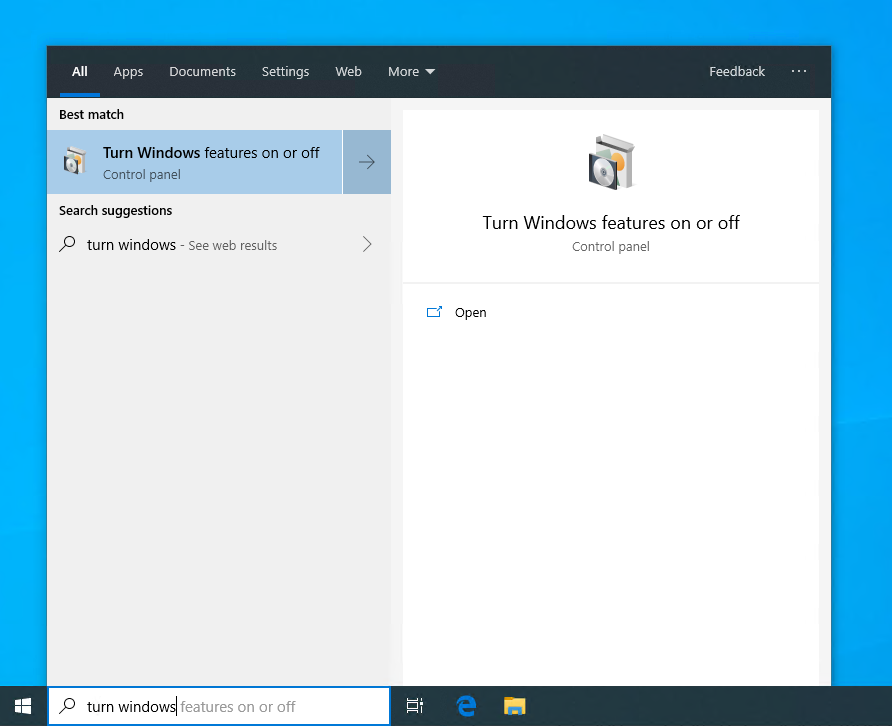 All Apps Documents Settings Web More Feedback ···
Best match
Turn Windows features on or off
Control panel
Search suggestions
turn windows - See web results
Turn Windows features on or off
Control panel
Open
turn windows features on or off